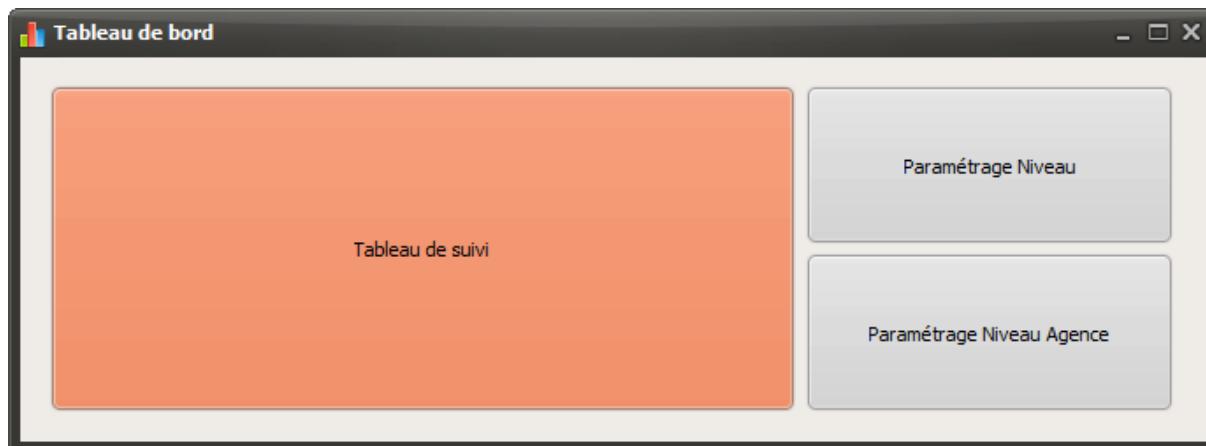 Tableau de bord
Tableau de suivi
Paramétrage Niveau
Paramétrage Niveau Agence